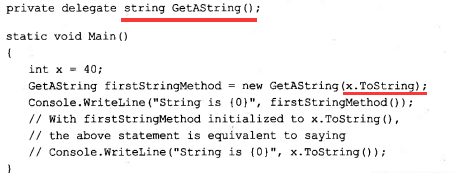 private delegate string GetAString();
static void Main()
{
int x = 40;
GetAString firstStringMethod = new GetAString(x.ToString);
Console.WriteLine("String is {0}", firstStringMethod());
// With firstStringMethod initialized to x.ToString(),
// the above statement is equivalent to saying
// Console.WriteLine("String is {0}", x.ToString());
}